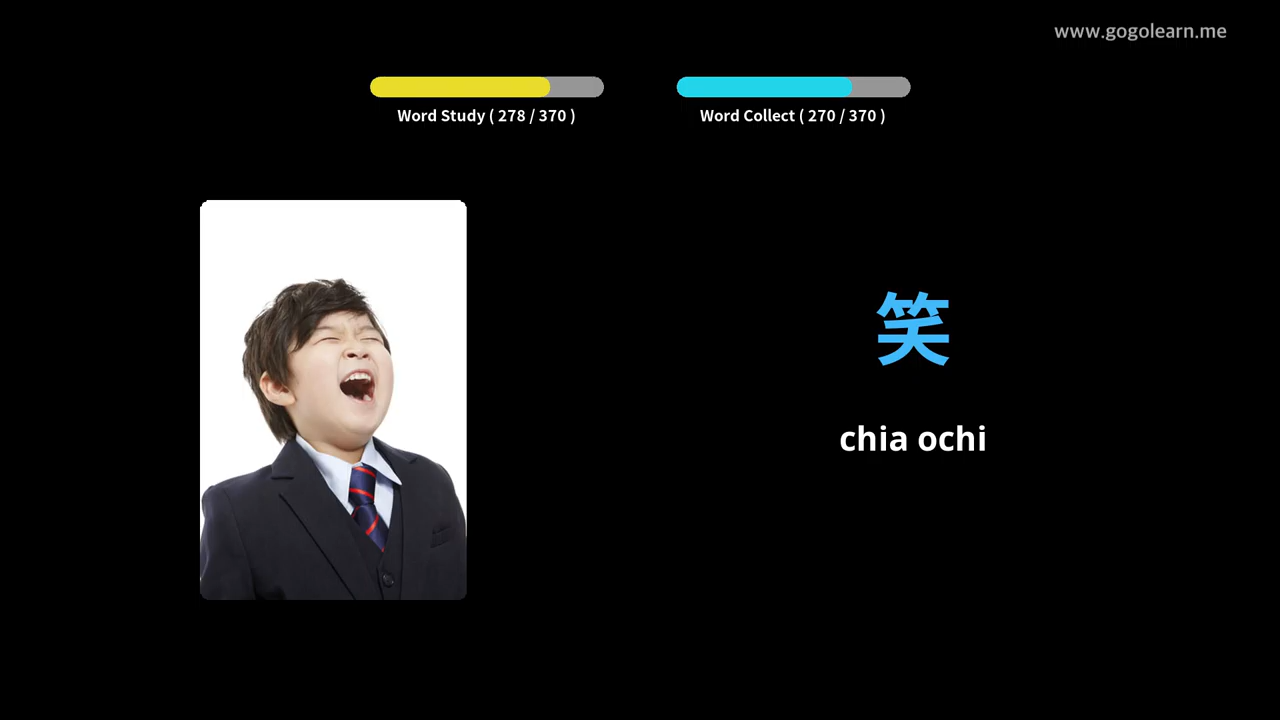 www.gogolearn.me
Word Study ( 278 / 370 )
Word Collect ( 270 / 370 )
笑
chia ochi